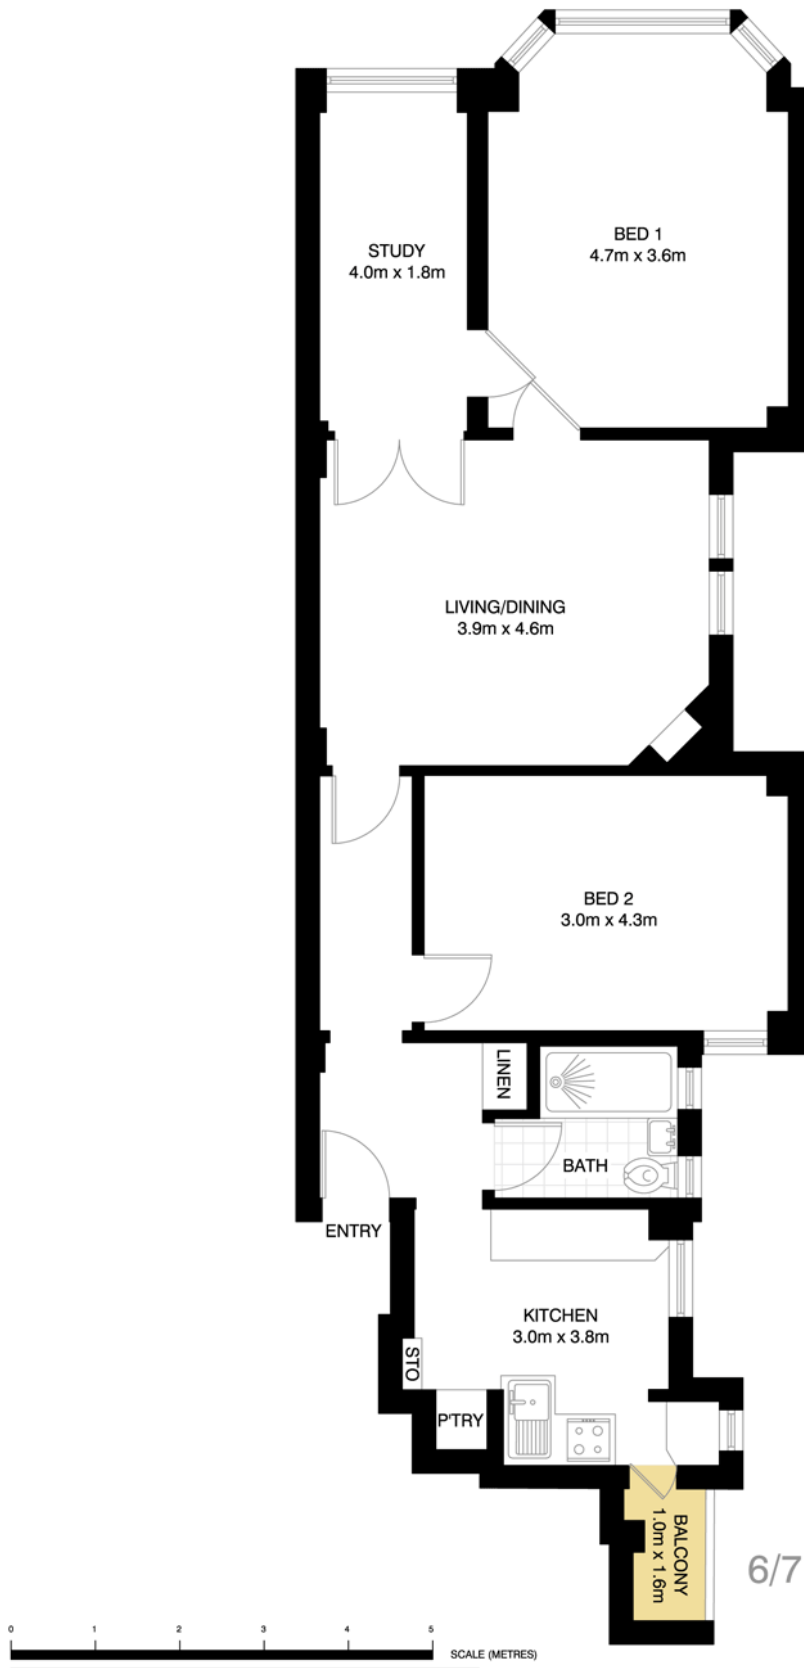 STUDY
4.0m x 1.8m
BED 1
4.7m x 3.6m
LIVING/DINING
3.9m x 4.6m
BED 2
3.0m x 4.3m
LINEN
BATH
ENTRY
KITCHEN
3.0m x 3.8m
STO
P'TRY
BALCONY
1.0m x 1.6m
6/7
0 1 2 3 4 5
SCALE (METRES)